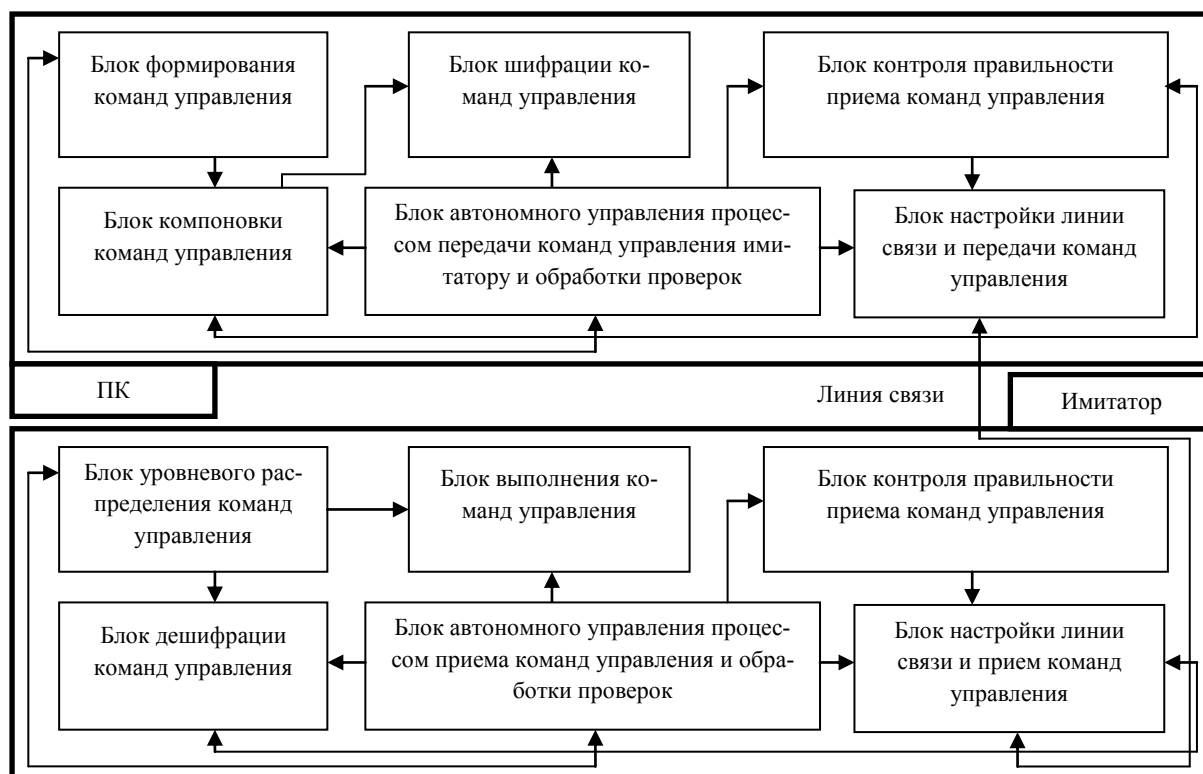 Блок формирования
команд управления
Блок шифрации ко-
манд управления
Блок контроля правильности
приема команд управления
Блок компоновки
команд управления
Блок автономного управления процес-
сом передачи команд управления ими-
татору и обработки проверок
Блок настройки линии
связи и передачи команд
управления
ПК
Линия связи
Имитатор
Блок уровневого рас-
пределения команд
управления
Блок выполнения ко-
манд управления
Блок контроля правильности
приема команд управления
Блок дешифрации
команд управления
Блок автономного управления процес-
сом приема команд управления и обра-
ботки проверок
Блок настройки линии
связи и прием команд
управления